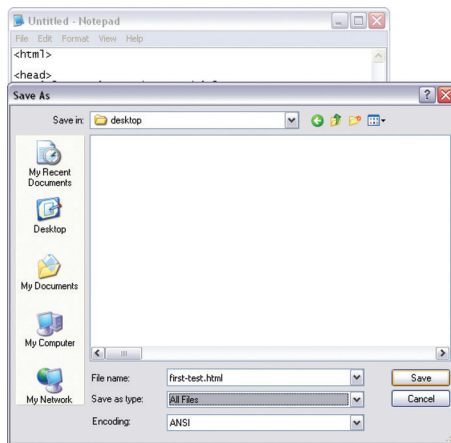 Untitled - Notepad
File Edit Format View Help
<html>
<head>
Save As
Save in: desktop
My Recent
Documents
Desktop
My Documents
My Computer
My Network
File name: first-test.html Save
Save as type: All Files Cancel
Encoding: ANSI